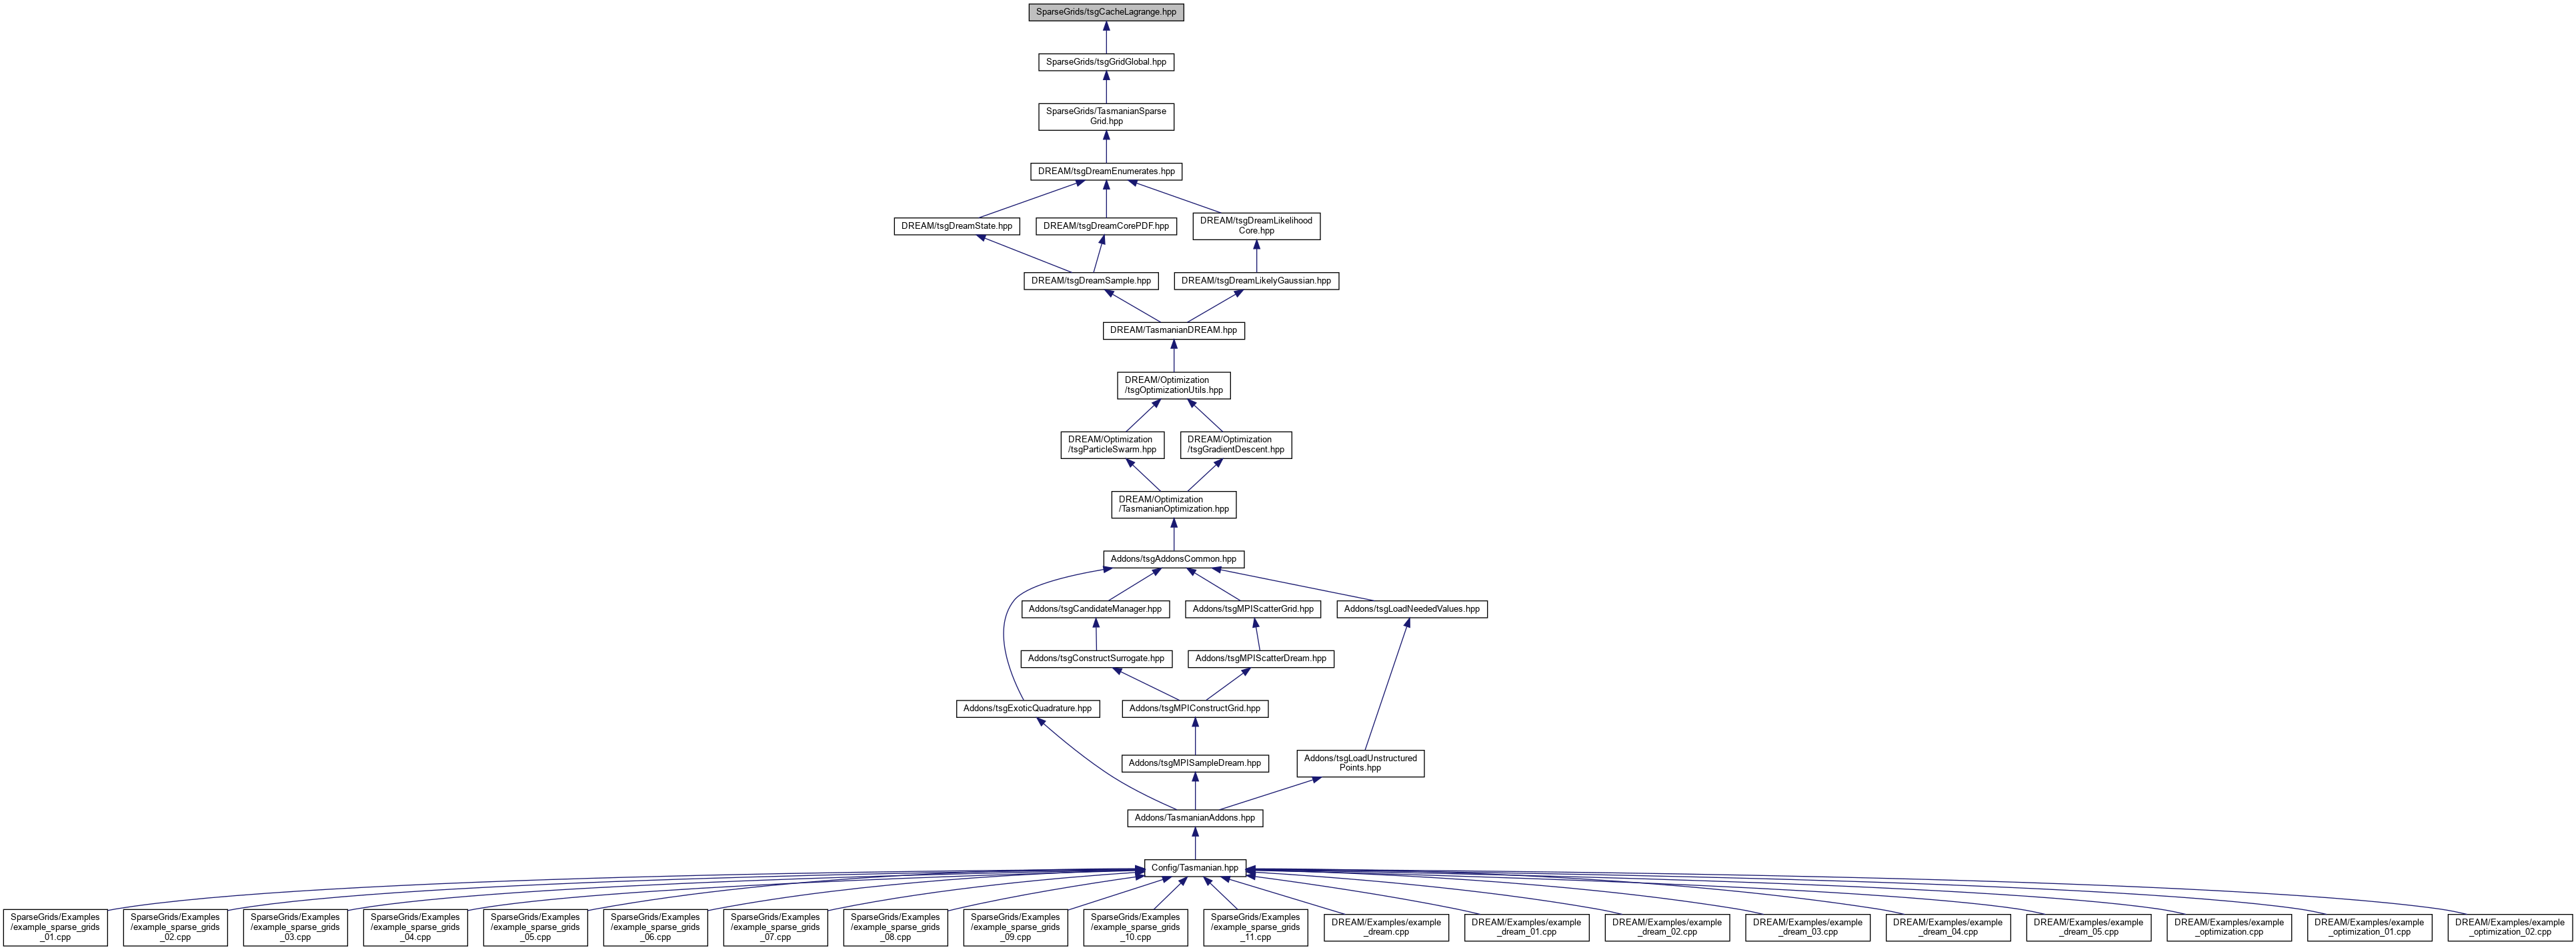 SparseGrids/tsgCacheLagrange.hpp
SparseGrids/tsgGridGlobal.hpp
SparseGrids/TasmanianSparse
Grid.hpp
DREAM/tsgDreamEnumerates.hpp
DREAM/tsgDreamState.hpp
DREAM/tsgDreamCorePDF.hpp
DREAM/tsgDreamLikelihood
Core.hpp
DREAM/tsgDreamSample.hpp
DREAM/tsgDreamLikelyGaussian.hpp
DREAM/TasmanianDREAM.hpp
DREAM/Optimization
/tsgOptimizationUtils.hpp
DREAM/Optimization
/tsgParticleSwarm.hpp
DREAM/Optimization
/tsgGradientDescent.hpp
DREAM/Optimization
/TasmanianOptimization.hpp
Addons/tsgAddonsCommon.hpp
Addons/tsgCandidateManager.hpp
Addons/tsgMPIScatterGrid.hpp
Addons/tsgLoadNeededValues.hpp
Addons/tsgConstructSurrogate.hpp
Addons/tsgMPIScatterDream.hpp
Addons/tsgExoticQuadrature.hpp
Addons/tsgMPIConstructGrid.hpp
Addons/tsgMPISampleDream.hpp
Addons/tsgLoadUnstructured
Points.hpp
Addons/TasmanianAddons.hpp
Config/Tasmanian.hpp
SparseGrids/Examples
/example_sparse_grids
_01.cpp
SparseGrids/Examples
/example_sparse_grids
_02.cpp
SparseGrids/Examples
/example_sparse_grids
_03.cpp
SparseGrids/Examples
/example_sparse_grids
_04.cpp
SparseGrids/Examples
/example_sparse_grids
_05.cpp
SparseGrids/Examples
/example_sparse_grids
_06.cpp
SparseGrids/Examples
/example_sparse_grids
_07.cpp
SparseGrids/Examples
/example_sparse_grids
_08.cpp
SparseGrids/Examples
/example_sparse_grids
_09.cpp
SparseGrids/Examples
/example_sparse_grids
_10.cpp
SparseGrids/Examples
/example_sparse_grids
_11.cpp
DREAM/Examples/example
_dream.cpp
DREAM/Examples/example
_dream_01.cpp
DREAM/Examples/example
_dream_02.cpp
DREAM/Examples/example
_dream_03.cpp
DREAM/Examples/example
_dream_04.cpp
DREAM/Examples/example
_dream_05.cpp
DREAM/Examples/example
_optimization.cpp
DREAM/Examples/example
_optimization_01.cpp
DREAM/Examples/example
_optimization_02.cpp